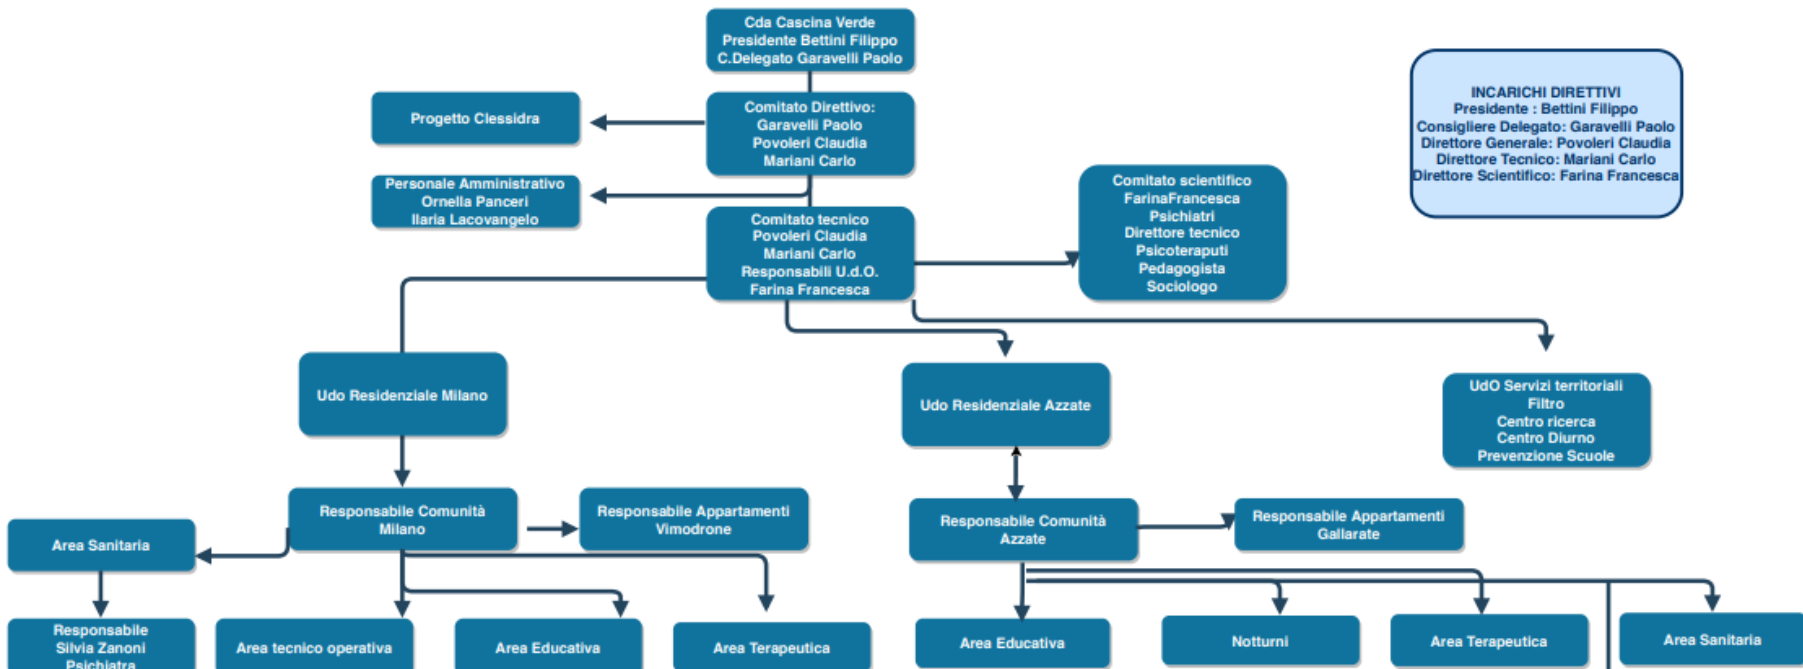 Cda Cascina Verde
Presidente Bettini Filippo
C.Delegato Garavelli Paolo
INCARICHI DIRETTIVI
Presidente : Bettini Filippo
Consigliere Delegato: Garavelli Paolo
Direttore Generale: Povoleri Claudia
Direttore Tecnico: Mariani Carlo
Direttore Scientifico: Farina Francesca
Progetto Clessidra
Comitato Direttivo:
Garavelli Paolo
Povoleri Claudia
Mariani Carlo
Personale Amministrativo
Ornella Panceri
Ilaria Lacovangelo
Comitato tecnico
Povoleri Claudia
Mariani Carlo
Responsabili U.d.O.
Farina Francesca
Comitato scientifico
FarinaFrancesca
Psichiatri
Direttore tecnico
Psicoteraputi
Pedagogista
Sociologo
Udo Residenziale Milano
Udo Residenziale Azzate
UdO Servizi territoriali
Filtro
Centro ricerca
Centro Diurno
Prevenzione Scuole
Area Sanitaria
Responsabile Comunità
Milano
Responsabile Appartamenti
Vimodrone
Responsabile Comunità
Azzate
Responsabile Appartamenti
Gallarate
Responsabile
Silvia Zanoni
Psichiatra
Area tecnico operativa
Area Educativa
Area Terapeutica
Area Educativa
Notturni
Area Terapeutica
Area Sanitaria